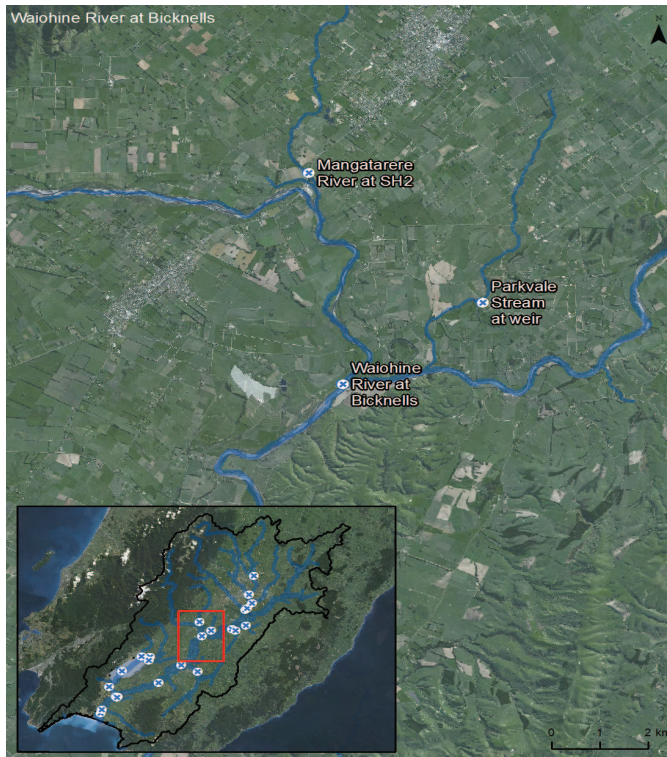 Waiohine River at Bicknells
N
Mangatarere
River at SH2
Parkvale
Stream
at weir
Waiohine
River at
Bicknells
0 1 2 km